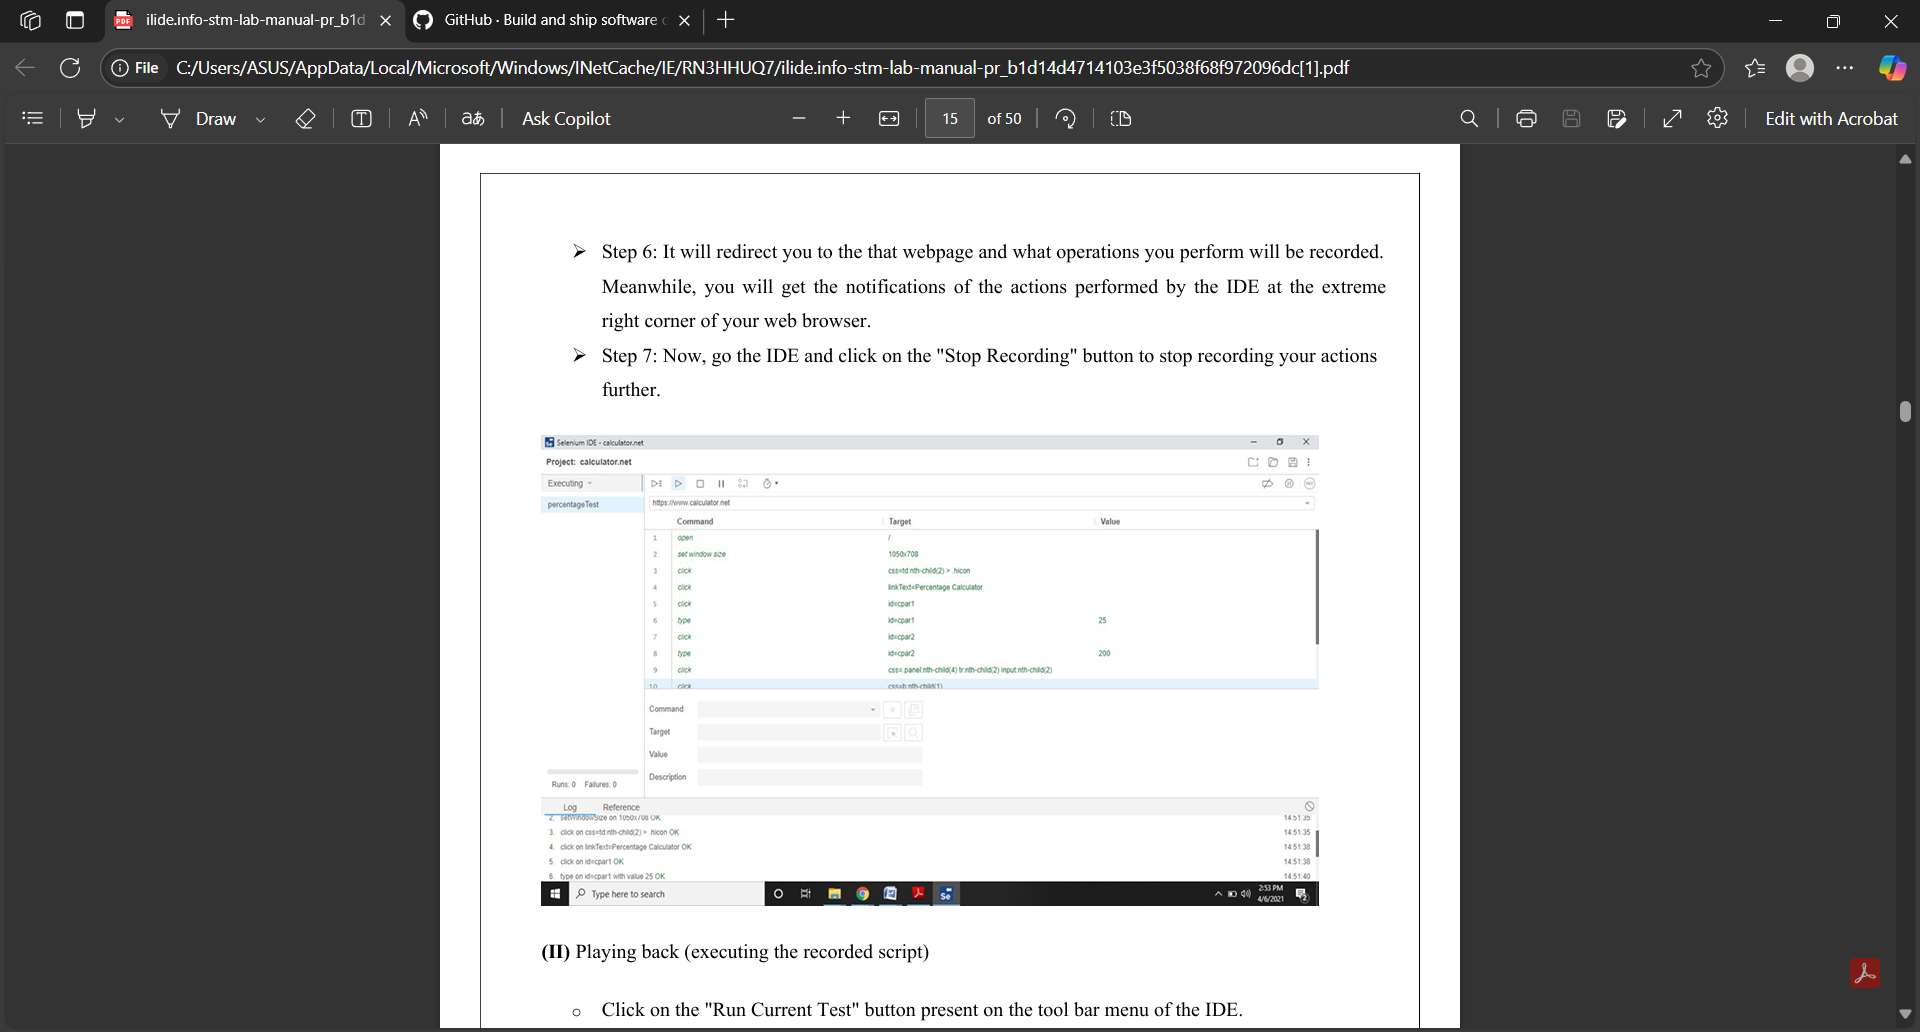 ilide.info-stm-lab-manual-pr_b1d
GitHub · Build and ship software
File
C:/Users/ASUS/AppData/Local/Microsoft/Windows/INetCache/IE/RN3HHUQ7/ilide.info-stm-lab-manual-pr_b1d14d4714103e3f5038f68f972096dc[1].pdf
Draw
Ask Copilot
15 of 50
Edit with Acrobat
➢ Step 6: It will redirect you to the that webpage and what operations you perform will be recorded.
Meanwhile, you will get the notifications of the actions performed by the IDE at the extreme
right corner of your web browser.
➢ Step 7: Now, go the IDE and click on the "Stop Recording" button to stop recording your actions
further.
Selenium IDE - calculator.net
Project: calculator.net
Executing
percentageTest
https://www.calculator.net
Command Target Value
1 open /
2 set window size 1050x708
3 click css=td:nth-child(2) > .hicon
4 click linkText=Percentage Calculator
5 click id=cpar1
6 type id=cpar1 25
7 click id=cpar2
8 type id=cpar2 200
9 click css=.panel:nth-child(4) tr:nth-child(2) input:nth-child(2)
10 click css=b:nth-child(1)
Command
Target
Value
Description
Runs: 0 Failures: 0
Log Reference
2. setWindowSize on 1050x708 OK 14:51:35
3. click on css=td:nth-child(2) > .hicon OK 14:51:35
4. click on linkText=Percentage Calculator OK 14:51:38
5. click on id=cpar1 OK 14:51:38
6. type on id=cpar1 with value 25 OK 14:51:40
Type here to search
2:53 PM
4/6/2021
(II) Playing back (executing the recorded script)
o Click on the "Run Current Test" button present on the tool bar menu of the IDE.